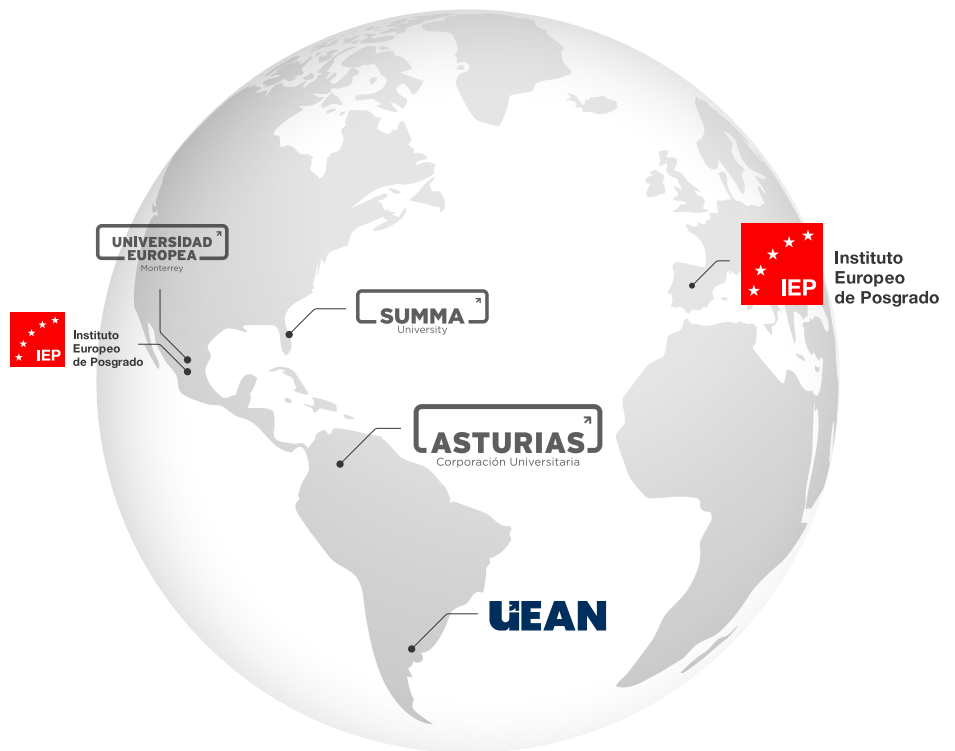 UNIVERSIDAD
EUROPEA
Monterrey
IEP
Instituto
Europeo
de Posgrado
SUMMA
University
IEP
Instituto
Europeo
de Posgrado
ASTURIAS
Corporación Universitaria
UEAN